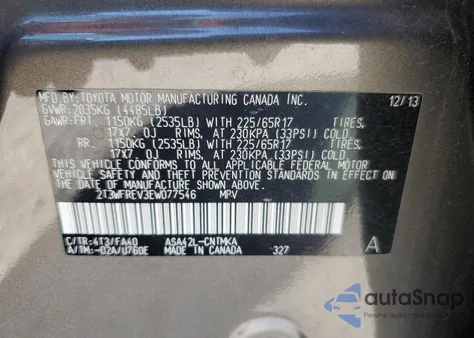 MFD.BY:TOYOTA MOTOR MANUFACTURING CANADA INC. 12/13
GVWR:2035KG (4485LB)
GAWR:FRT. 1150KG (2535LB) WITH 225/65R17 TIRES,
17X7 OJ RIMS, AT 230KPA (33PSI) COLD.
RR. 1150KG (2535LB) WITH 225/65R17 TIRES,
17X7 OJ RIMS, AT 230KPA (33PSI) COLD.
THIS VEHICLE CONFORMS TO ALL APPLICABLE FEDERAL MOTOR
VEHICLE SAFETY AND THEFT PREVENTION STANDARDS IN
EFFECT ON THE DATE OF MANUFACTURE SHOWN ABOVE.
2T3WFREV3EW077546 MPV
C/TR:4T3/FA40 ASA42L-CNTMKA
A/TM:-02A/U760E MADE IN CANADA 327 A
autoSnap